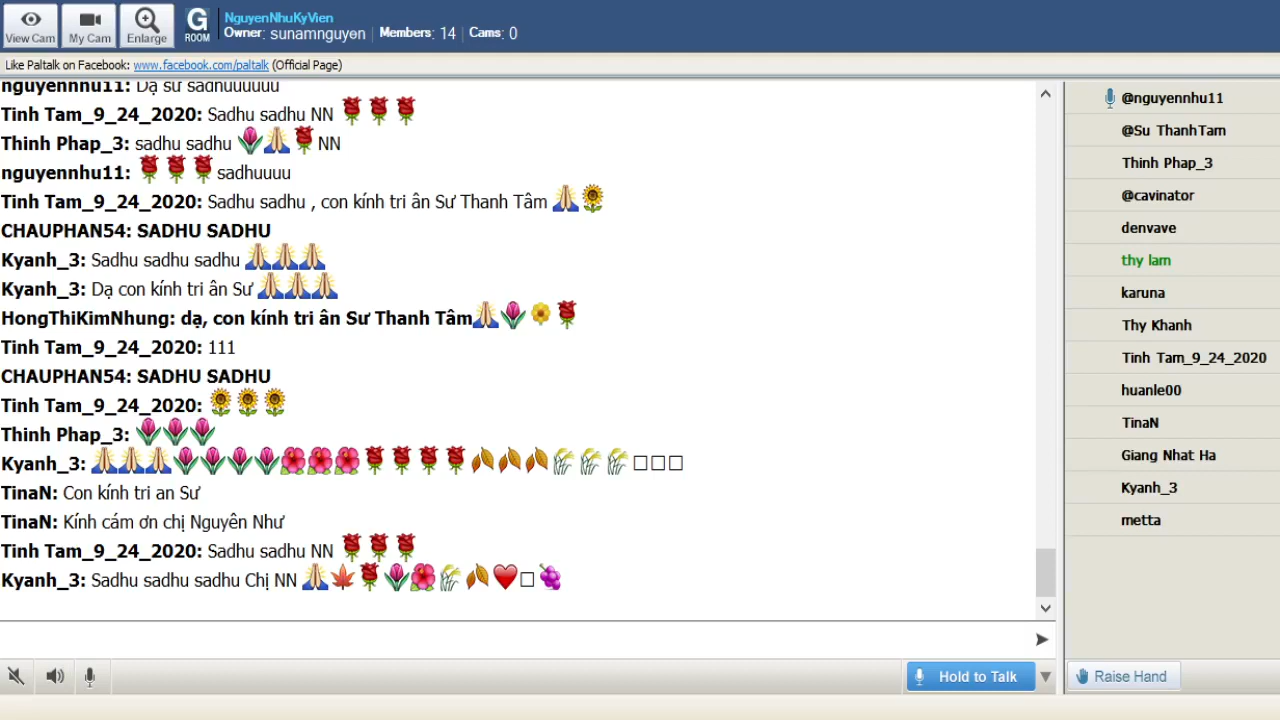 View Cam
My Cam
Enlarge
G ROOM
NguyenNhuKyVien
Owner: sunamnguyen | Members: 14 | Cams: 0
Like Paltalk on Facebook: www.facebook.com/paltalk (Official Page)
nguyennhu11: Dạ sư sadhuuuuuu
Tinh Tam_9_24_2020: Sadhu sadhu NN 🌹🌹🌹
Thinh Phap_3: sadhu sadhu 🌷🙏🌹NN
nguyennhu11: 🌹🌹🌹sadhuuuu
Tinh Tam_9_24_2020: Sadhu sadhu , con kính tri ân Sư Thanh Tâm 🙏🌻
CHAUPHAN54: SADHU SADHU
Kyanh_3: Sadhu sadhu sadhu 🙏🙏🙏
Kyanh_3: Dạ con kính tri ân Sư 🙏🙏🙏
HongThiKimNhung: dạ, con kính tri ân Sư Thanh Tâm🙏🌷🌼🌹
Tinh Tam_9_24_2020: 111
CHAUPHAN54: SADHU SADHU
Tinh Tam_9_24_2020: 🌻🌻🌻
Thinh Phap_3: 🌷🌷🌷
Kyanh_3: 🙏🙏🙏🌷🌷🌷🌷🌺🌺🌺🌹🌹🌹🌹🍂🍂🍂🌾🌾🌾□□□
TinaN: Con kính tri an Sư
TinaN: Kính cám ơn chị Nguyên Như
Tinh Tam_9_24_2020: Sadhu sadhu NN 🌹🌹🌹
Kyanh_3: Sadhu sadhu sadhu Chị NN 🙏🍁🌹🌷🌺🌾🍂❤️□🍇
Hold to Talk
@nguyennhu11
@Su ThanhTam
Thinh Phap_3
@cavinator
denvave
thy lam
karuna
Thy Khanh
Tinh Tam_9_24_2020
huanle00
TinaN
Giang Nhat Ha
Kyanh_3
metta
Raise Hand